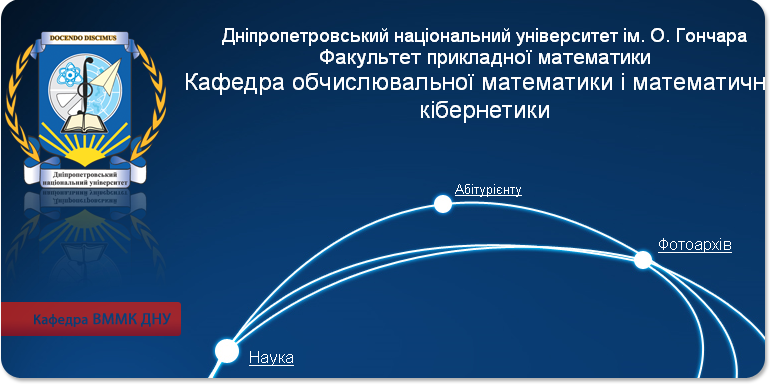 DOCENDO DISCIMUS
Дніпропетровський
національний університет
Дніпропетровський національний університет ім. О. Гончара
Факультет прикладної математики
Кафедра обчислювальної математики і математичн
кібернетики
Абітурієнту
Фотоархів
Кафедра ВММК ДНУ
Наука